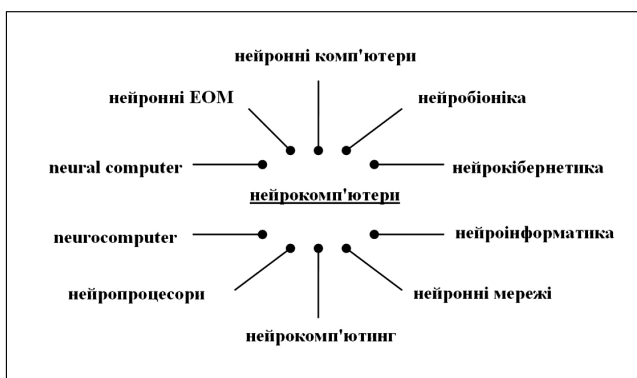 нейронні комп'ютери
нейронні ЕОМ
нейробіоніка
neural computer
нейрокібернетика
нейрокомп'ютери
neurocomputer
нейроінформатика
нейропроцесори
нейронні мережі
нейрокомп'ютинг